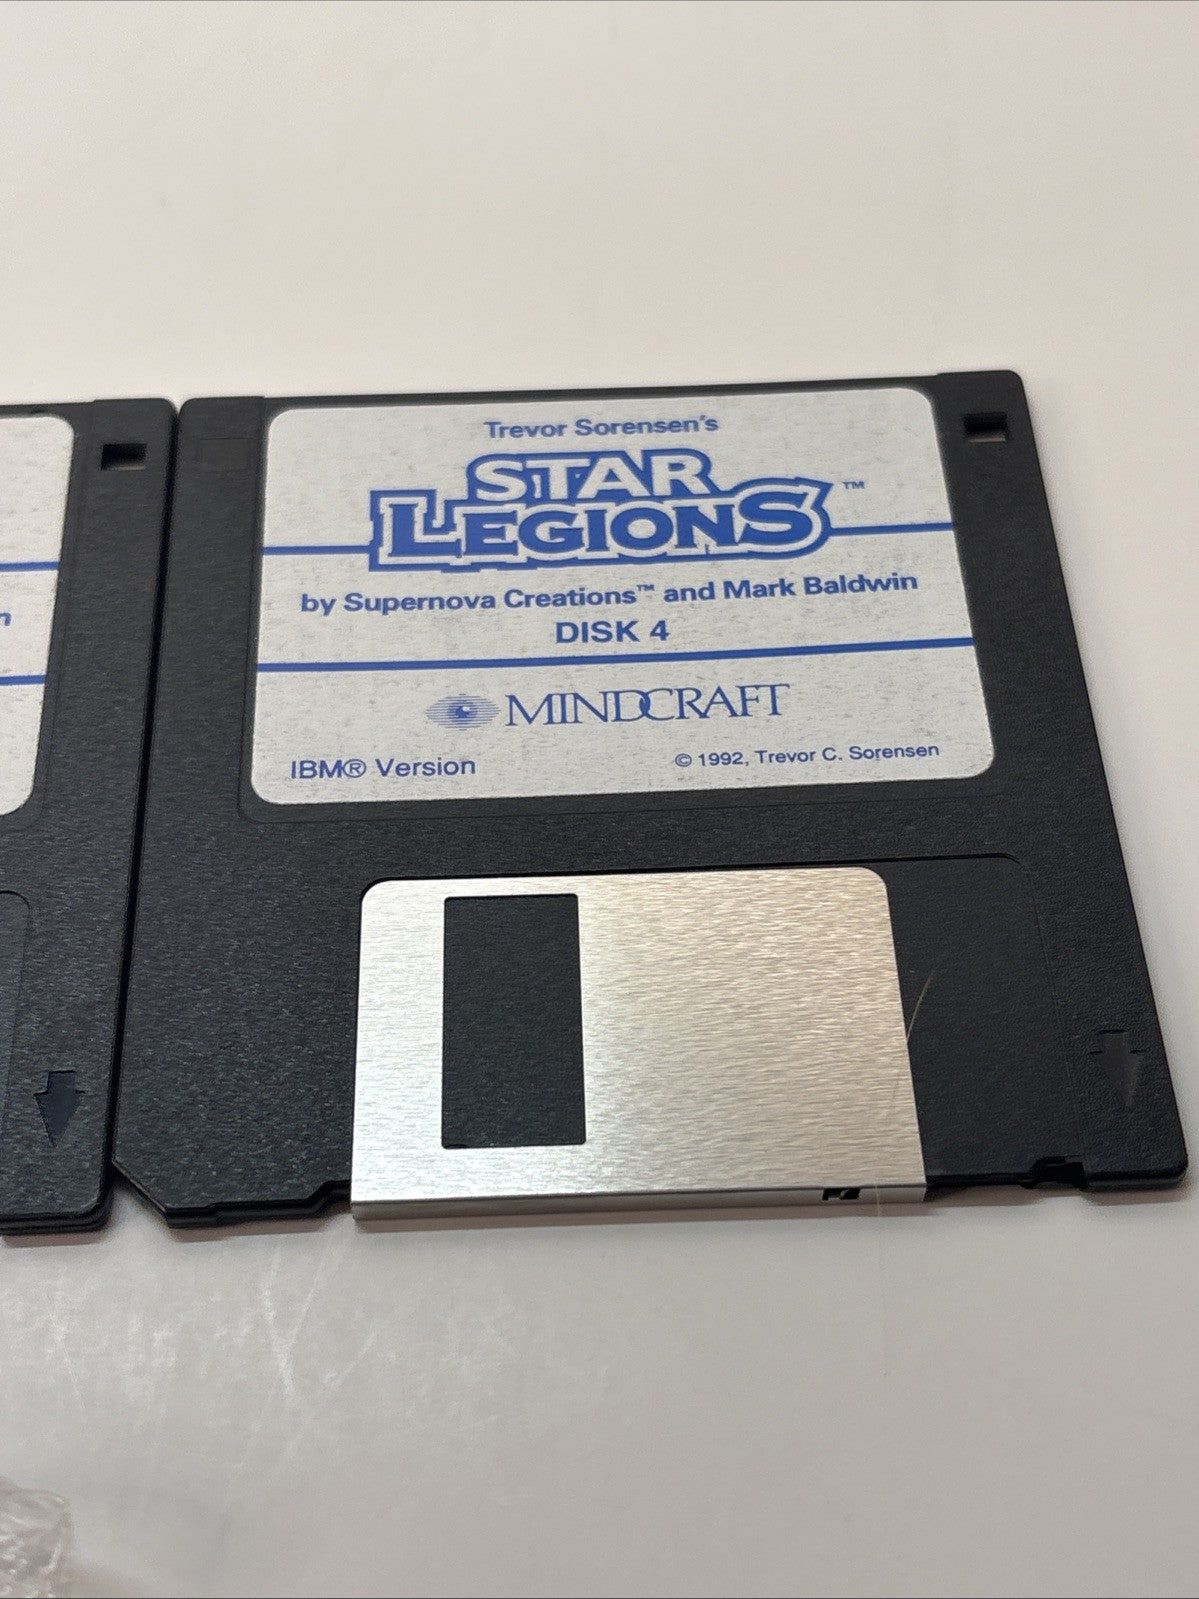 Trevor Sorensen's
STAR
LEGIONS™
by Supernova Creations™ and Mark Baldwin
DISK 4
MINDCRAFT
IBM® Version
© 1992, Trevor C. Sorensen